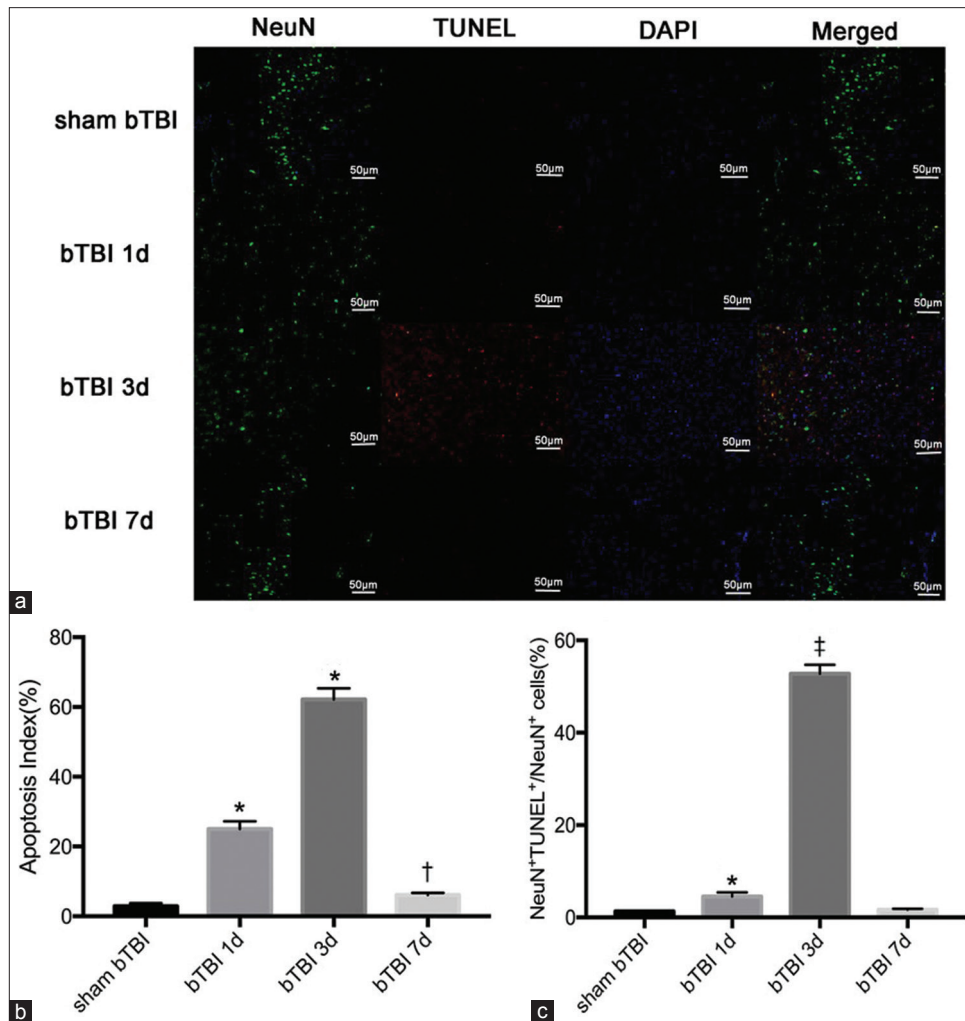 a
NeuN TUNEL DAPI Merged
sham bTBI
50μm 50μm 50μm 50μm
bTBI 1d
50μm 50μm 50μm 50μm
bTBI 3d
50μm 50μm 50μm 50μm
bTBI 7d
50μm 50μm 50μm 50μm
b
Apoptosis Index(%)
80
60
40
20
0
*
*
†
sham bTBI
bTBI 1d
bTBI 3d
bTBI 7d
c
NeuN⁺TUNEL⁺/NeuN⁺ cells(%)
60
40
20
0
*
‡
sham bTBI
bTBI 1d
bTBI 3d
bTBI 7d